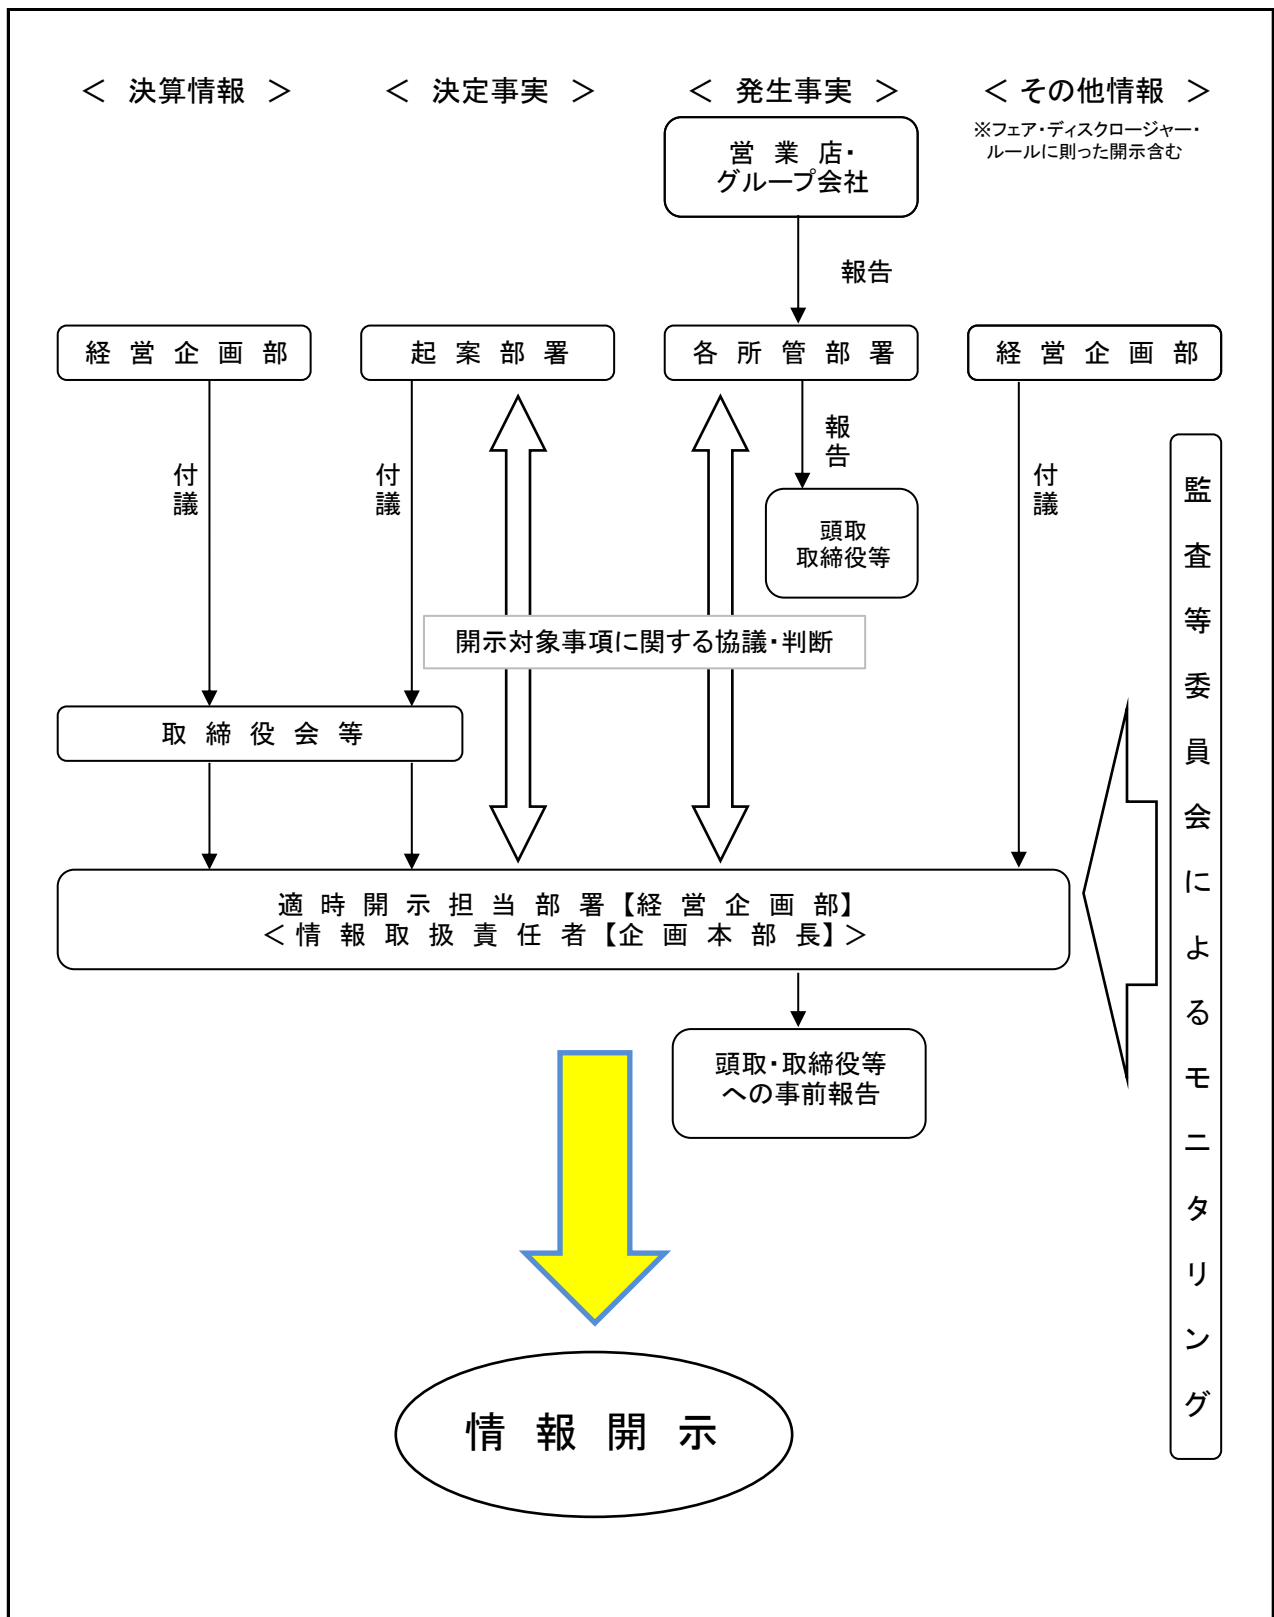 ＜ 決算情報 ＞
＜ 決定事実 ＞
＜ 発生事実 ＞
＜ その他情報 ＞
※フェア・ディスクロージャー・
ルールに則った開示含む
営 業 店・
グループ会社
報告
経 営 企 画 部
起 案 部 署
各 所 管 部 署
経 営 企 画 部
付議
付議
報告
付議
頭取
取締役等
開示対象事項に関する協議・判断
取 締 役 会 等
適 時 開 示 担 当 部 署【経 営 企 画 部】
＜ 情 報 取 扱 責 任 者【企 画 本 部 長】＞
頭取・取締役等
への事前報告
監査等委員会によるモニタリング
情 報 開 示